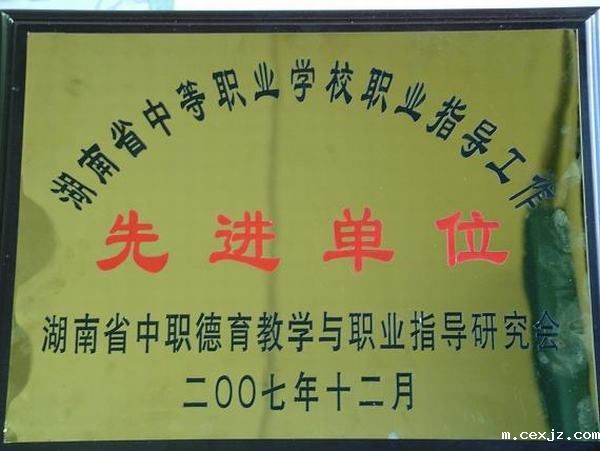 湖南省中等职业学校职业指导工作
先进单位
湖南省中职德育教学与职业指导研究会
二〇〇七年十二月
m.cexjz.com